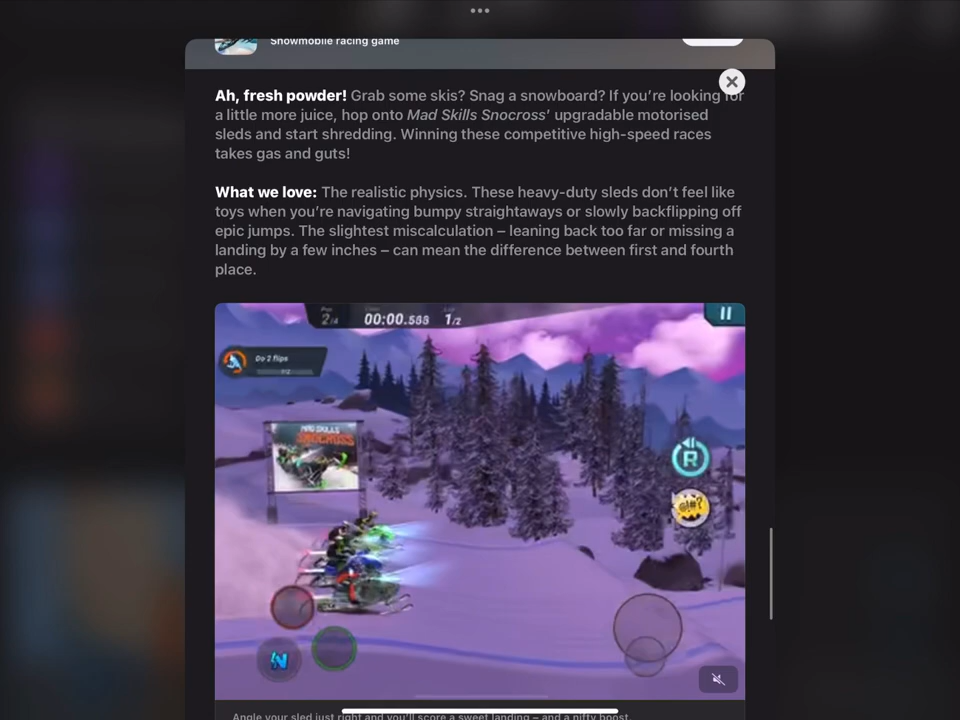 Snowmobile racing game
Ah, fresh powder! Grab some skis? Snag a snowboard? If you’re looking for
a little more juice, hop onto Mad Skills Snocross’ upgradable motorised
sleds and start shredding. Winning these competitive high-speed races
takes gas and guts!
What we love: The realistic physics. These heavy-duty sleds don’t feel like
toys when you’re navigating bumpy straightaways or slowly backflipping off
epic jumps. The slightest miscalculation – leaning back too far or missing a
landing by a few inches – can mean the difference between first and fourth
place.
2/4 00:00.588 1/2
Do 2 flips
MAD SKILLS
SNOCROSS
R
@!#?
N
Angle your sled just right and you’ll score a sweet landing – and a nifty boost.